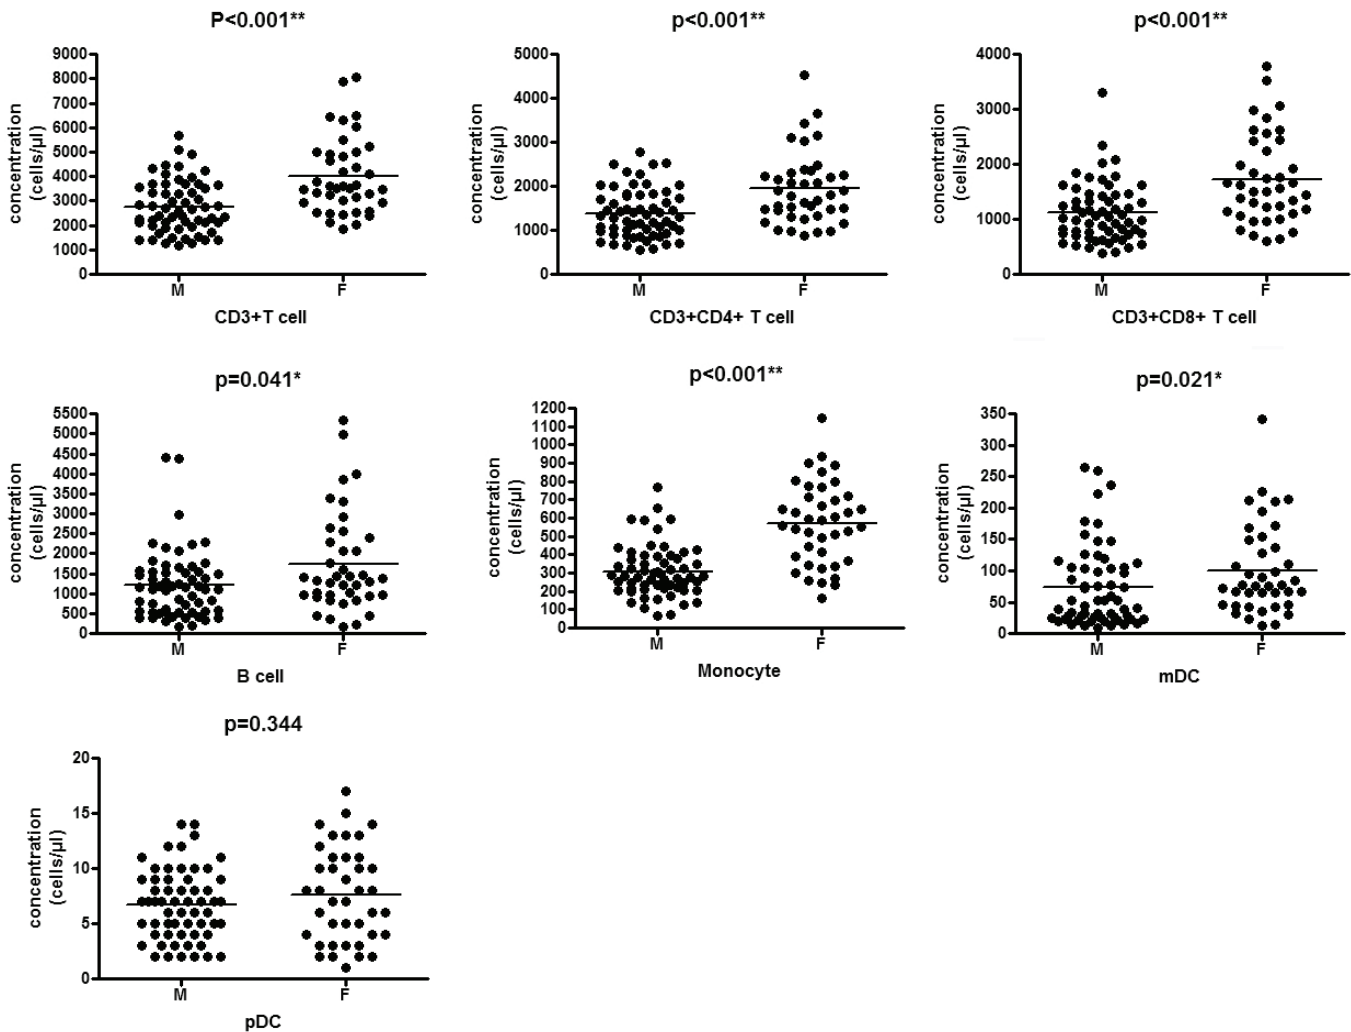 P<0.001**
concentration
(cells/µl)
9000
8000
7000
6000
5000
4000
3000
2000
1000
0
M
F
CD3+T cell
p<0.001**
concentration
(cells/µl)
5000
4000
3000
2000
1000
0
M
F
CD3+CD4+ T cell
p<0.001**
concentration
(cells/µl)
4000
3000
2000
1000
0
M
F
CD3+CD8+ T cell
p=0.041*
concentration
(cells/µl)
5500
5000
4500
4000
3500
3000
2500
2000
1500
1000
500
0
M
F
B cell
p<0.001**
concentration
(cells/µl)
1200
1100
1000
900
800
700
600
500
400
300
200
100
0
M
F
Monocyte
p=0.021*
concentration
(cells/µl)
350
300
250
200
150
100
50
0
M
F
mDC
p=0.344
concentration
(cells/µl)
20
15
10
5
0
M
F
pDC